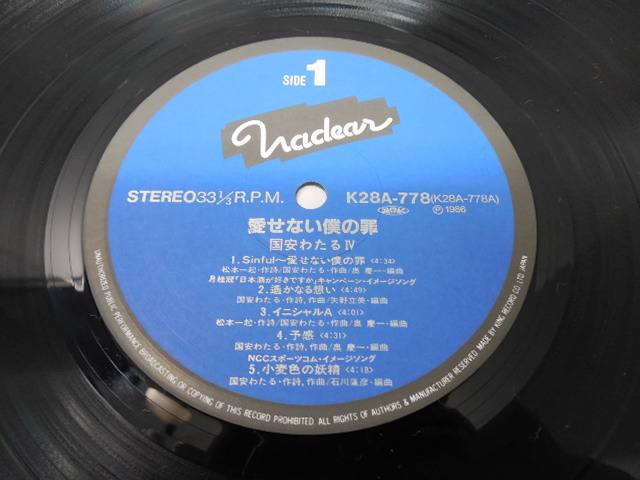 SIDE 1
Nadear
STEREO 33 1/3 R.P.M.
K28A-778 (K28A-778A)
Ⓟ 1986
愛せない僕の罪
国安わたる Ⅳ
1. Sinful～愛せない僕の罪 <4:34>
松本一起・作詩/国安わたる・作曲/奥 慶一・編曲
月桂冠「日本酒が好きですか」キャンペーン・イメージソング
2. 遥かなる想い <4:49>
国安わたる・作詩、作曲/矢野立美・編曲
3. イニシャルA <4:01>
松本一起・作詩/国安わたる・作曲/奥 慶一・編曲
4. 予感 <4:31>
国安わたる・作詩、作曲/奥 慶一・編曲
NCCスポーツコム・イメージソング
5. 小麦色の妖精 <4:18>
国安わたる・作詩、作曲/石川鷹彦・編曲
UNAUTHORIZED PUBLIC PERFORMANCE BROADCASTING OR COPYING OF THIS RECORD PROHIBITED ALL RIGHTS OF AUTHORS & MANUFACTURER RESERVED MADE BY KING RECORD CO. LTD JAPAN